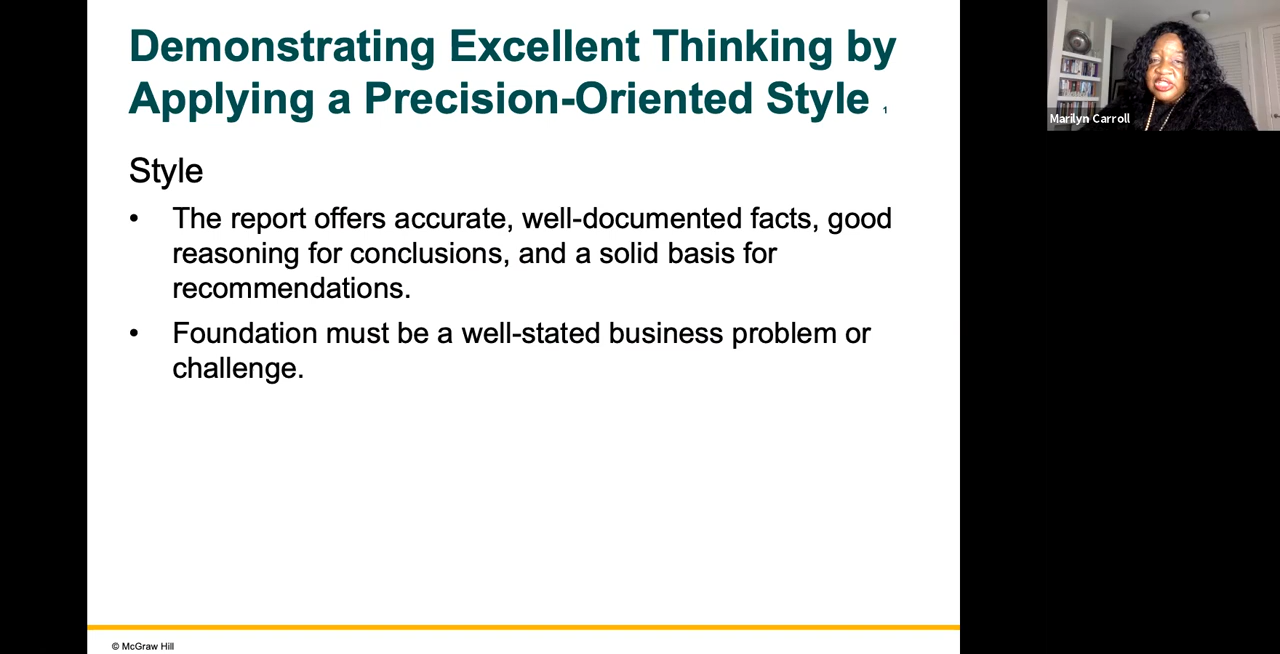 Demonstrating Excellent Thinking by
Applying a Precision-Oriented Style 1
Style
• The report offers accurate, well-documented facts, good
reasoning for conclusions, and a solid basis for
recommendations.
• Foundation must be a well-stated business problem or
challenge.
© McGraw Hill
Marilyn Carroll